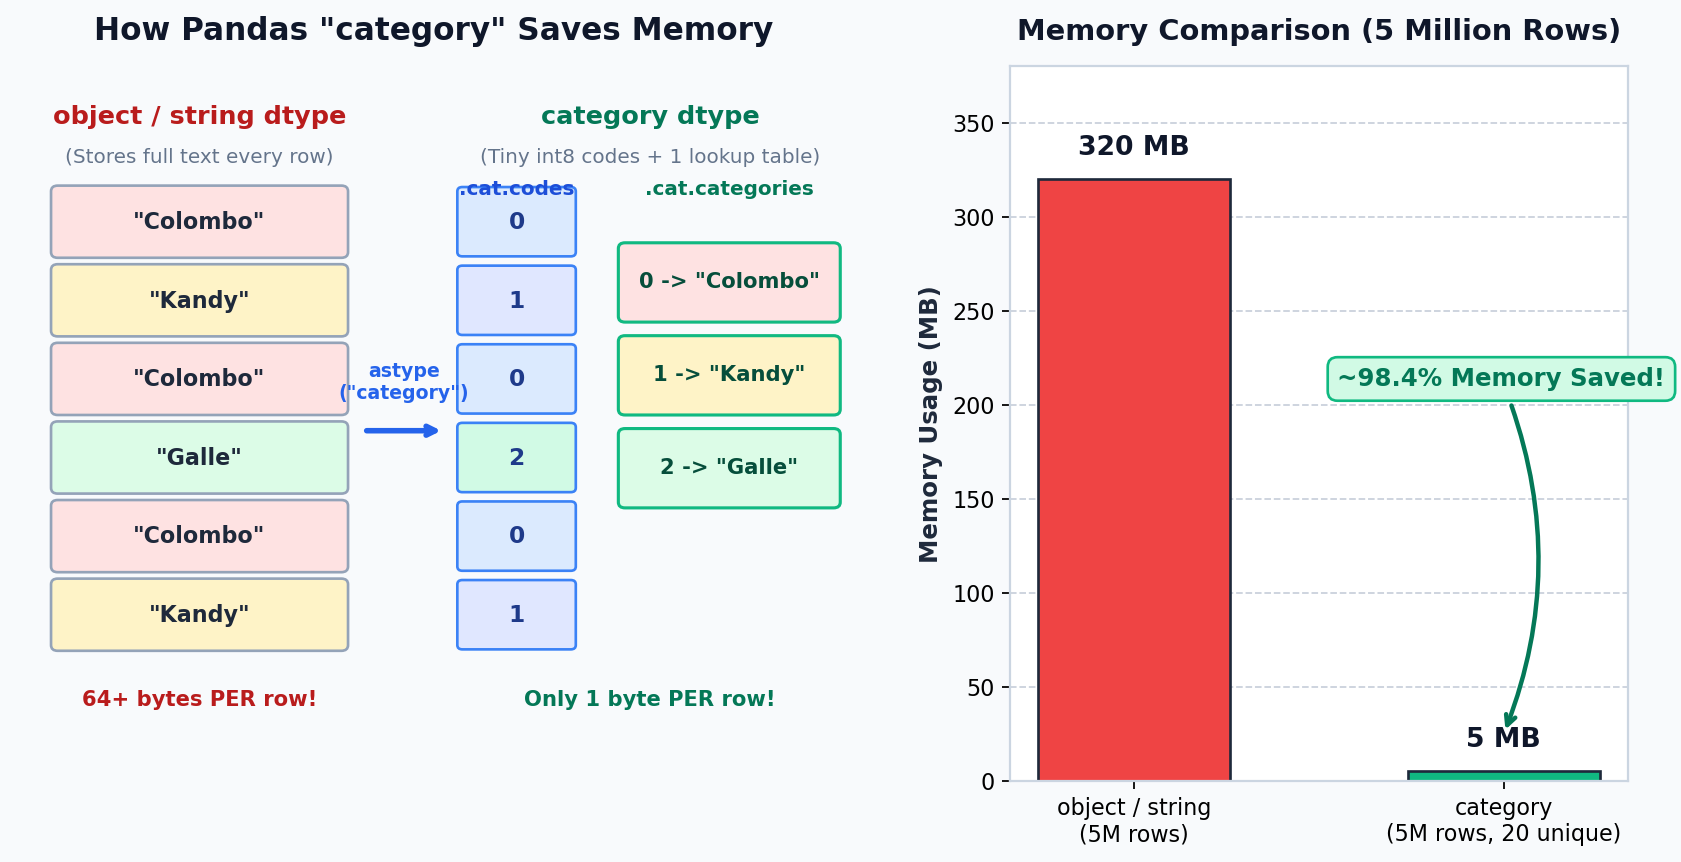 How Pandas "category" Saves Memory
object / string dtype
(Stores full text every row)
"Colombo"
"Kandy"
"Colombo"
"Galle"
"Colombo"
"Kandy"
64+ bytes PER row!
astype
("category")
category dtype
(Tiny int8 codes + 1 lookup table)
.cat.codes
0
1
0
2
0
1
.cat.categories
0 -> "Colombo"
1 -> "Kandy"
2 -> "Galle"
Only 1 byte PER row!
Memory Comparison (5 Million Rows)
Memory Usage (MB)
350
300
250
200
150
100
50
0
320 MB
~98.4% Memory Saved!
5 MB
object / string
(5M rows)
category
(5M rows, 20 unique)